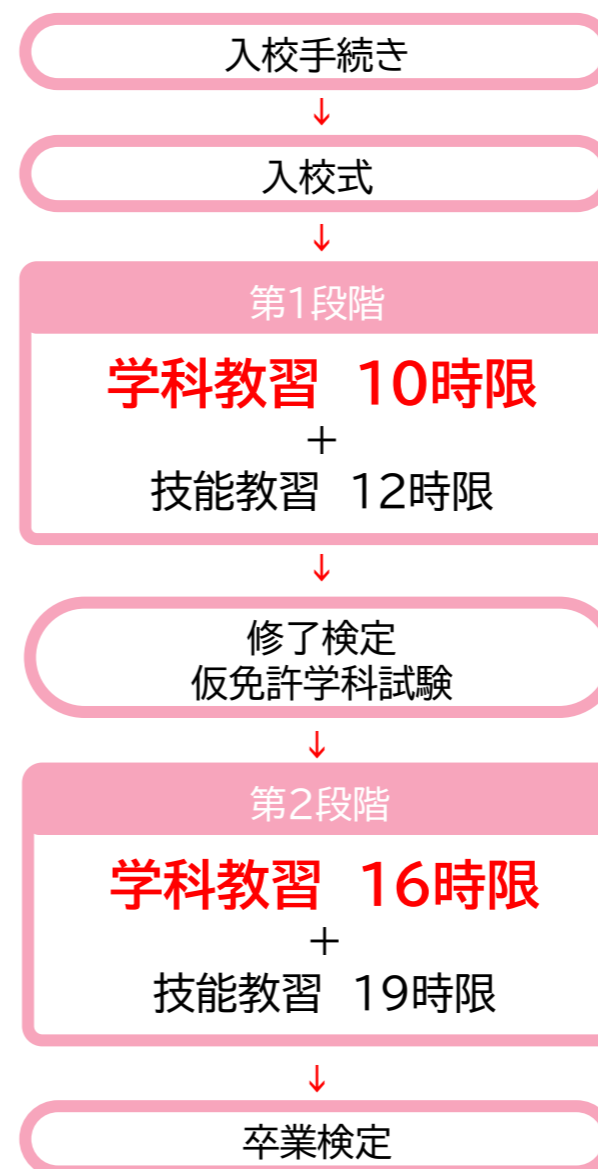 入校手続き
↓
入校式
↓
第1段階
学科教習　10時限
＋
技能教習　12時限
↓
修了検定
仮免許学科試験
↓
第2段階
学科教習　16時限
＋
技能教習　19時限
↓
卒業検定